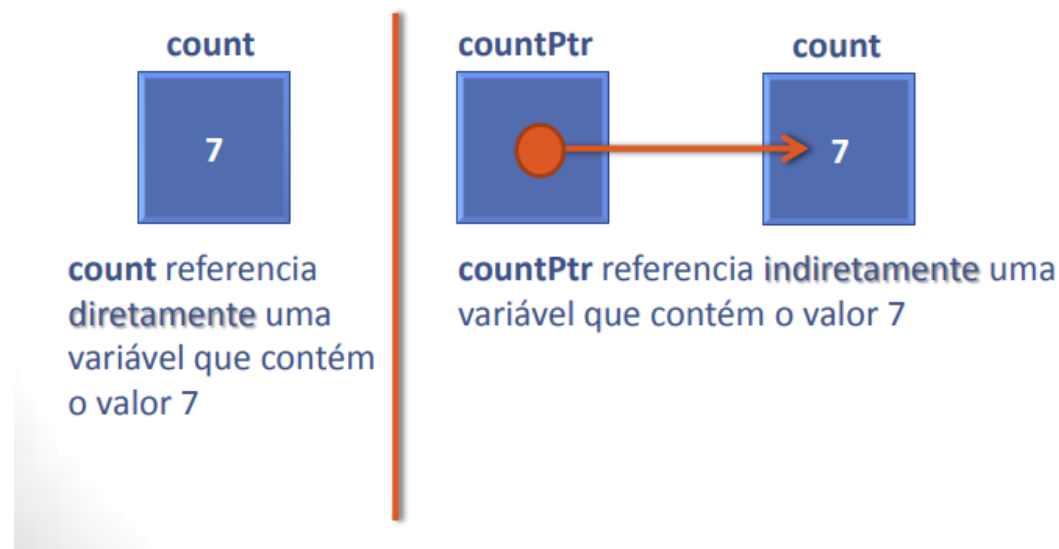 count
7
count referencia
diretamente uma
variável que contém
o valor 7
countPtr
count
7
countPtr referencia indiretamente uma
variável que contém o valor 7